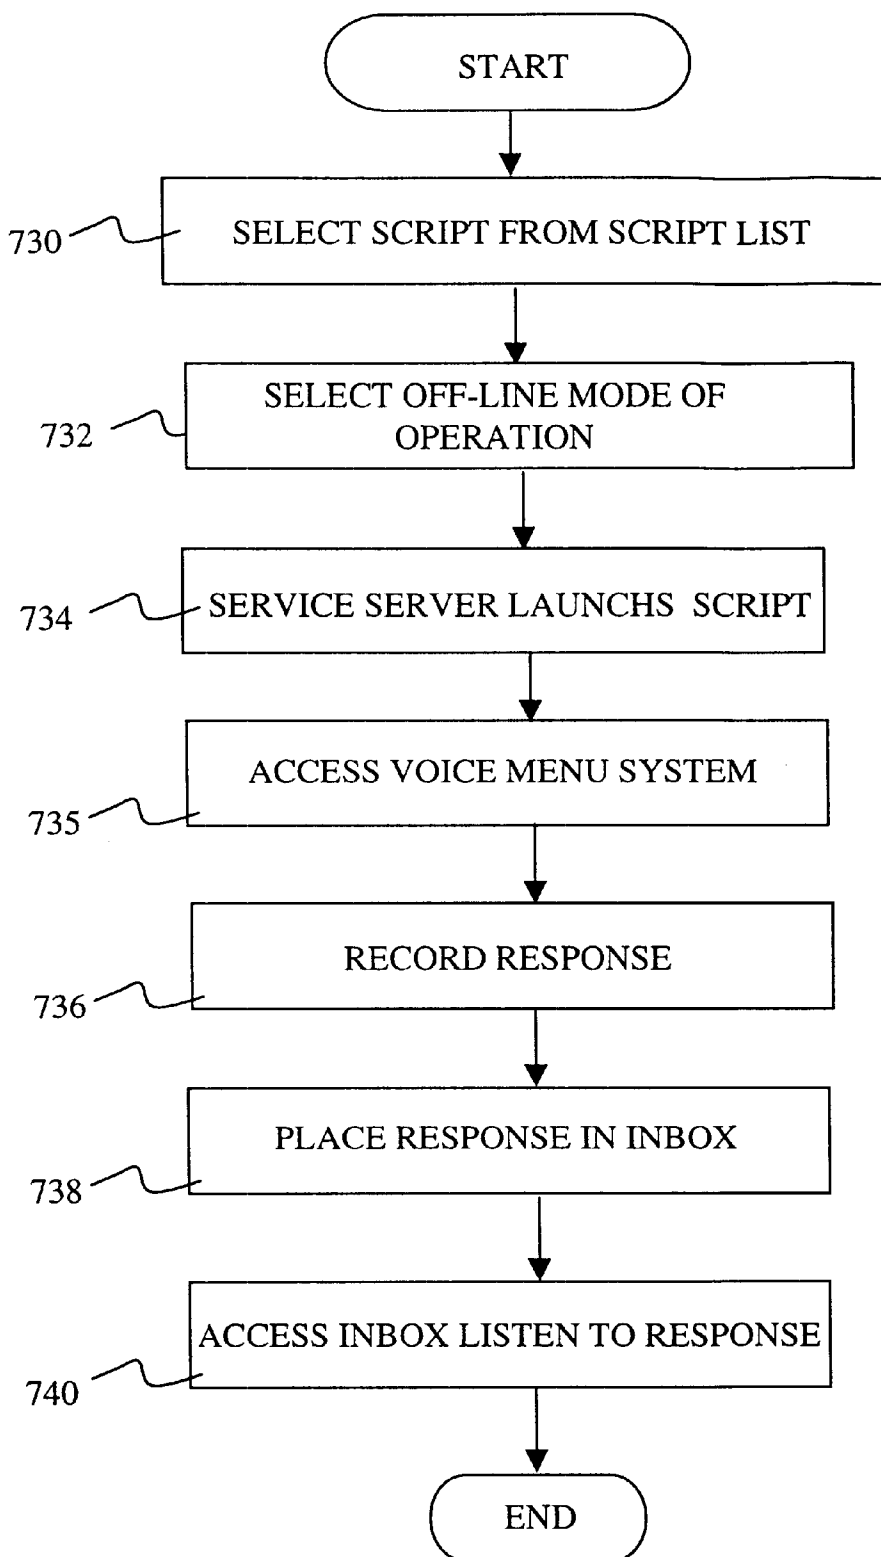 START
730
SELECT SCRIPT FROM SCRIPT LIST
SELECT OFF-LINE MODE OF
OPERATION
732
734
SERVICE SERVER LAUNCHS SCRIPT
ACCESS VOICE MENU SYSTEM
735
RECORD RESPONSE
736
PLACE RESPONSE IN INBOX
738
ACCESS INBOX LISTEN TO RESPONSE
740
END